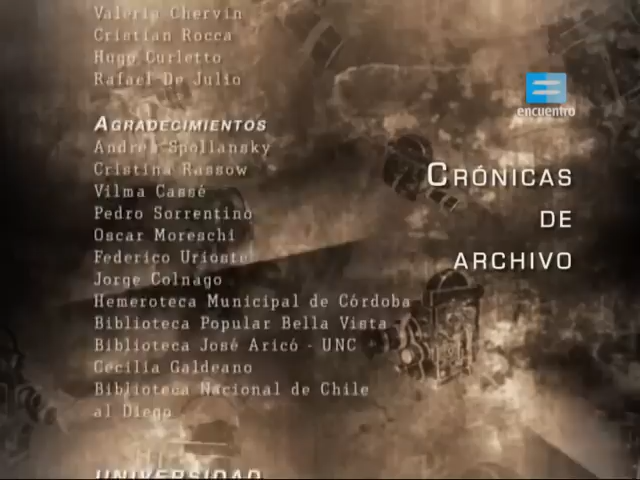 Valeria Chervin
Cristian Rocca
Hugo Curletto
Rafael De Julio
AGRADECIMIENTOS
Andrea Spollansky
Cristina Rassow
Vilma Cassé
Pedro Sorrentino
Oscar Moreschi
Federico Urioste
Jorge Colnago
Hemeroteca Municipal de Córdoba
Biblioteca Popular Bella Vista
Biblioteca José Aricó - UNC
Cecilia Galdeano
Biblioteca Nacional de Chile
al Diego
UNIVERSIDAD
encuentro
CRÓNICAS
DE
ARCHIVO